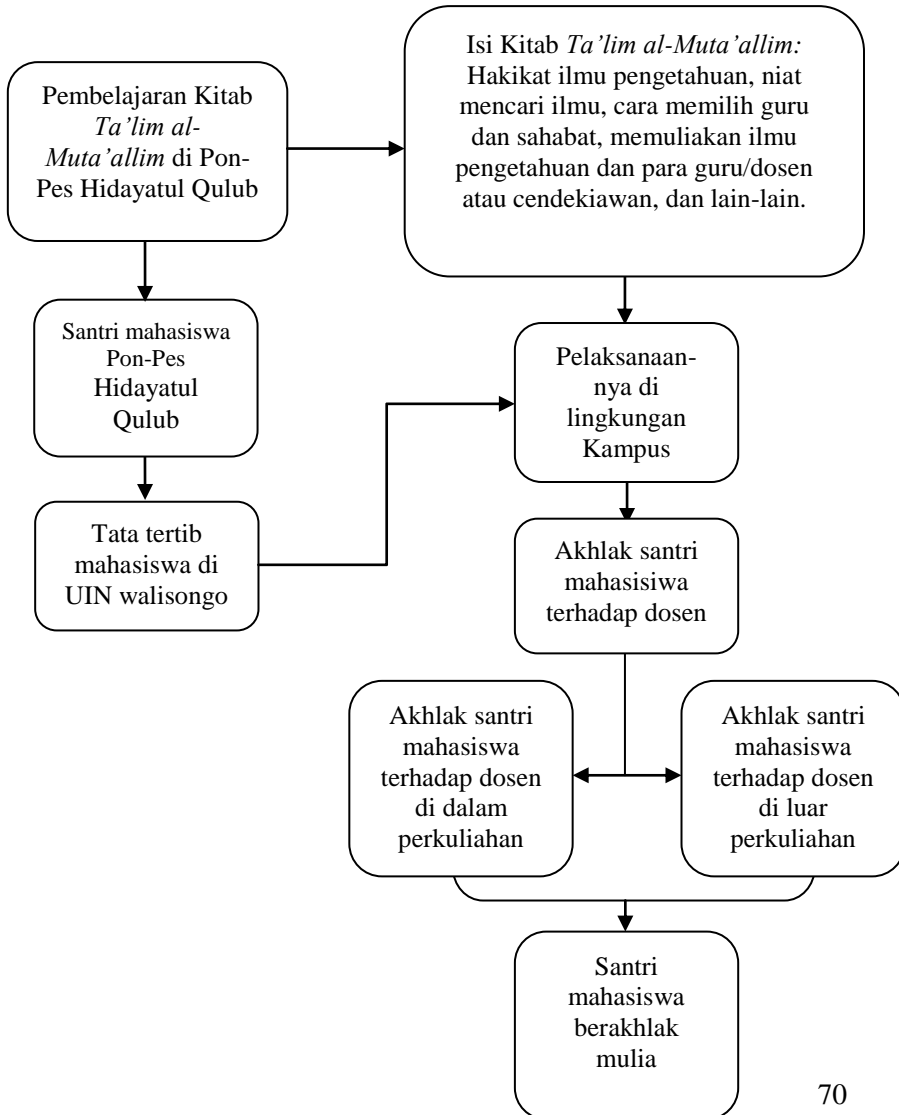 Pembelajaran Kitab
Ta’lim al-
Muta’allim di Pon-
Pes Hidayatul Qulub
Isi Kitab Ta’lim al-Muta’allim:
Hakikat ilmu pengetahuan, niat
mencari ilmu, cara memilih guru
dan sahabat, memuliakan ilmu
pengetahuan dan para guru/dosen
atau cendekiawan, dan lain-lain.
Santri mahasiswa
Pon-Pes
Hidayatul
Qulub
Pelaksanaan-
nya di
lingkungan
Kampus
Tata tertib
mahasiswa di
UIN walisongo
Akhlak santri
mahasisiwa
terhadap dosen
Akhlak santri
mahasiswa
terhadap dosen
di dalam
perkuliahan
Akhlak santri
mahasiswa
terhadap dosen
di luar
perkuliahan
Santri
mahasiswa
berakhlak
mulia
70